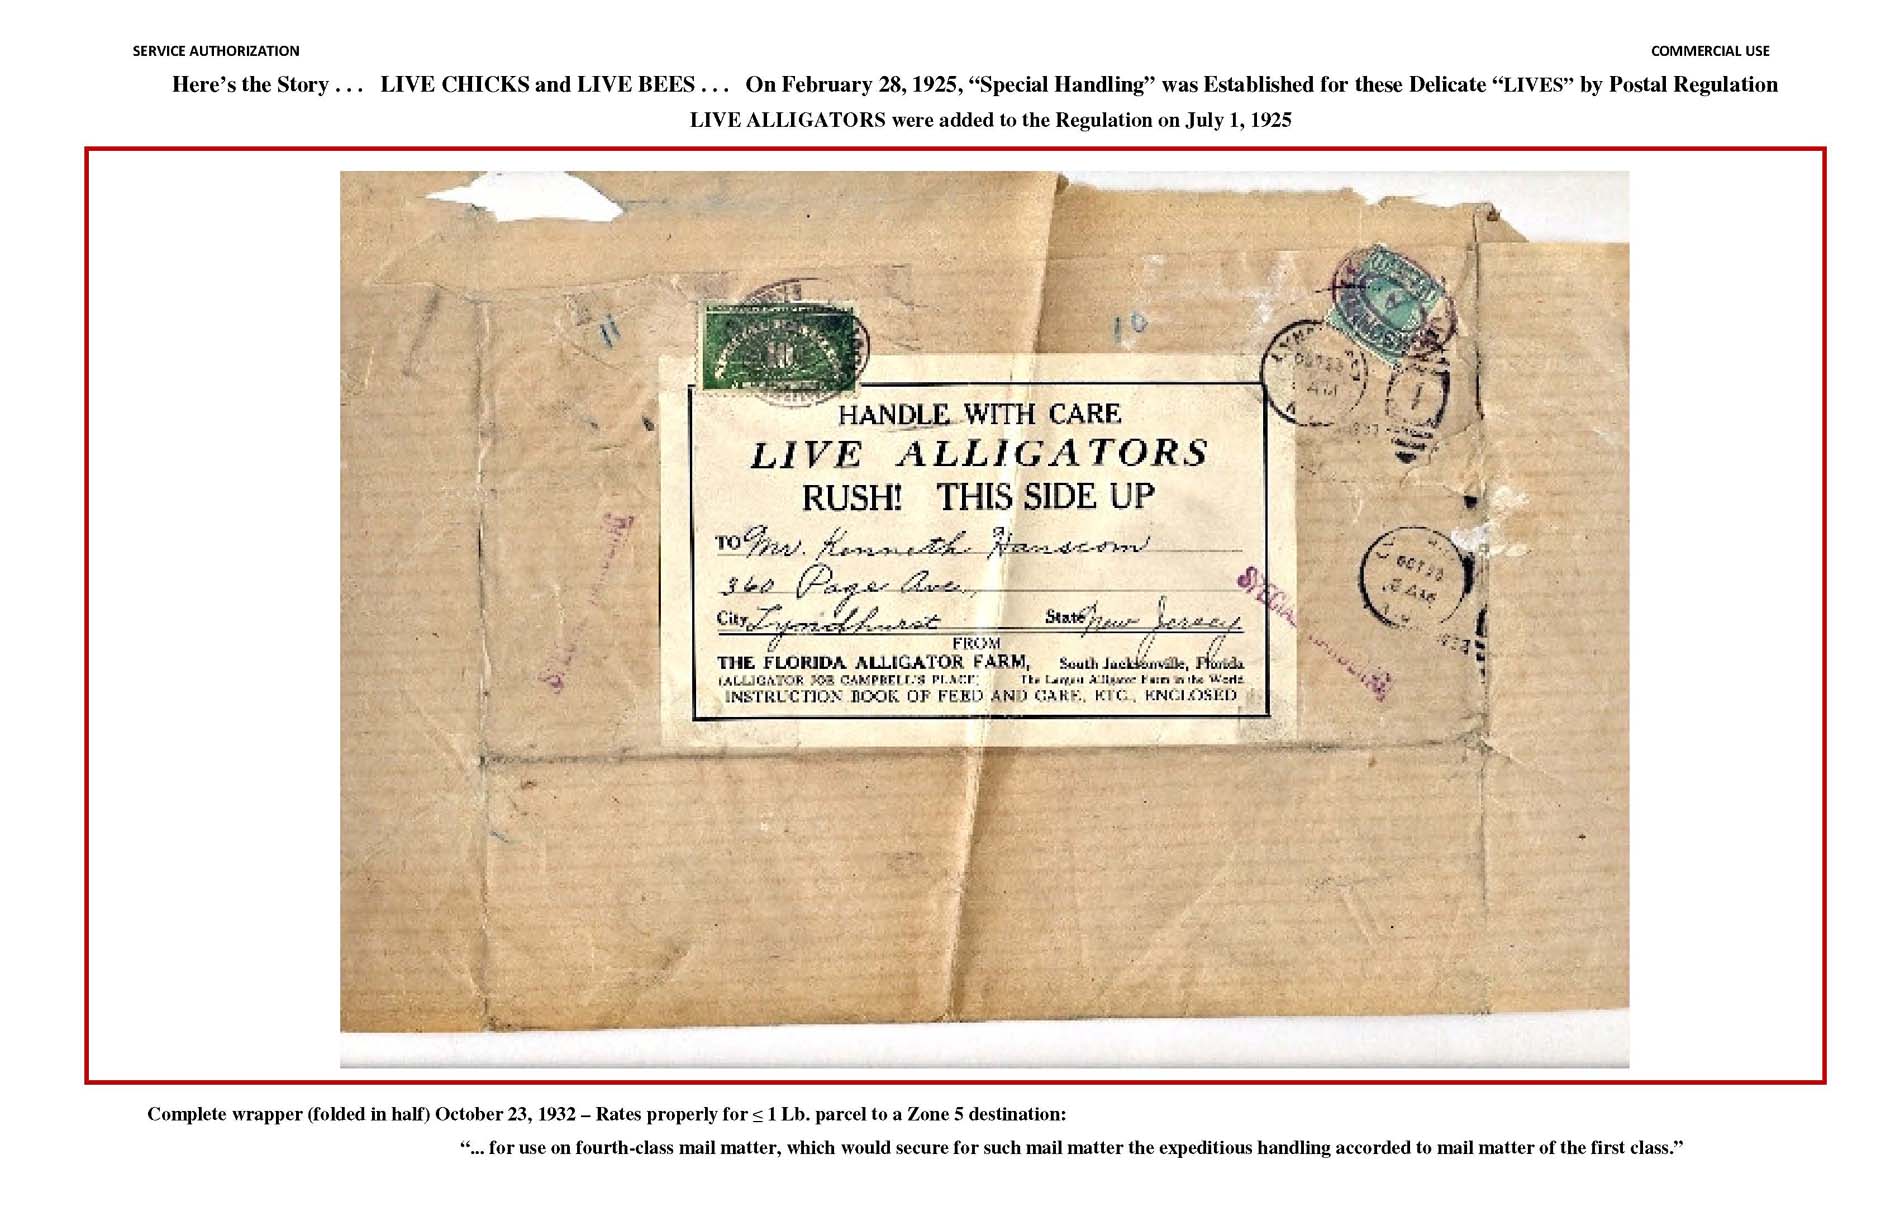 SERVICE AUTHORIZATION COMMERCIAL USE
Here’s the Story . . . LIVE CHICKS and LIVE BEES . . . On February 28, 1925, “Special Handling” was Established for these Delicate “LIVES” by Postal Regulation
LIVE ALLIGATORS were added to the Regulation on July 1, 1925
11 10
HANDLE WITH CARE
LIVE ALLIGATORS
RUSH! THIS SIDE UP
TO Mr. Kenneth Hanscom
360 Page Ave.,
City Lyndhurst State New Jersey
FROM
THE FLORIDA ALLIGATOR FARM, South Jacksonville, Florida
(ALLIGATOR JOE CAMPBELL'S PLACE) The Largest Alligator Farm in the World
INSTRUCTION BOOK OF FEED AND CARE, ETC., ENCLOSED
OCT 23
AM
OCT 23
AM
SPECIAL HANDLING
Complete wrapper (folded in half) October 23, 1932 – Rates properly for ≤ 1 Lb. parcel to a Zone 5 destination:
“... for use on fourth-class mail matter, which would secure for such mail matter the expeditious handling accorded to mail matter of the first class.”